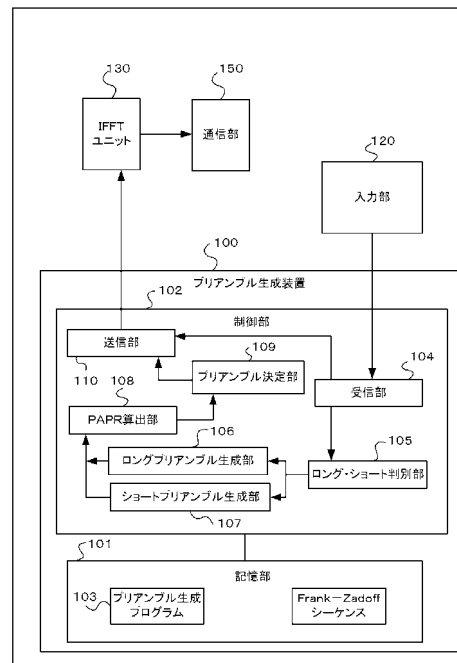 130
150
IFFT
ユニット
通信部
120
入力部
100
プリアンブル生成装置
102
制御部
送信部
109
104
110
108
プリアンブル決定部
受信部
PAPR算出部
106
105
ロングプリアンブル生成部
ロング・ショート判別部
ショートプリアンブル生成部
107
101
記憶部
103
プリアンブル生成
プログラム
Frank－Zadoff
シーケンス